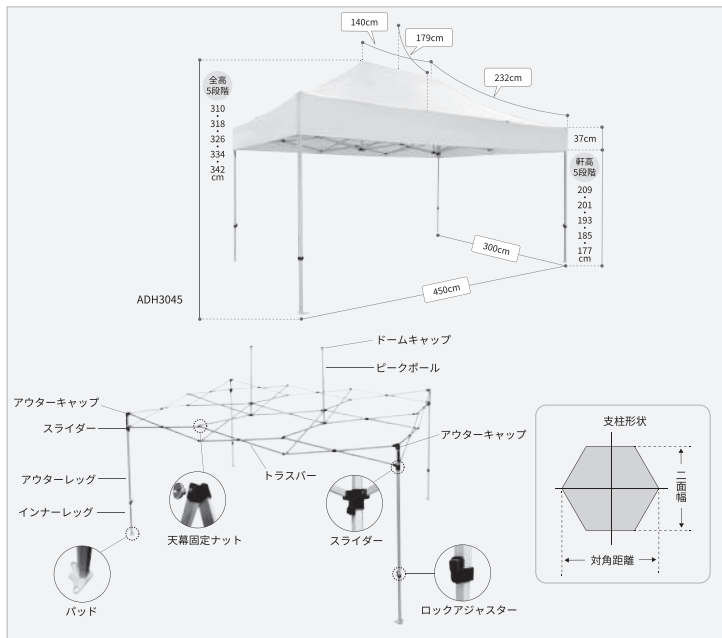 140cm
179cm
232cm
全高
5段階
310
・
318
・
326
・
334
・
342
cm
37cm
軒高
5段階
209
・
201
・
193
・
185
・
177
cm
300cm
450cm
ADH3045
ドームキャップ
ピークポール
アウターキャップ
スライダー
アウターキャップ
アウターレッグ
インナーレッグ
トラスバー
天幕固定ナット
スライダー
パッド
ロックアジャスター
支柱形状
二面幅
対角距離